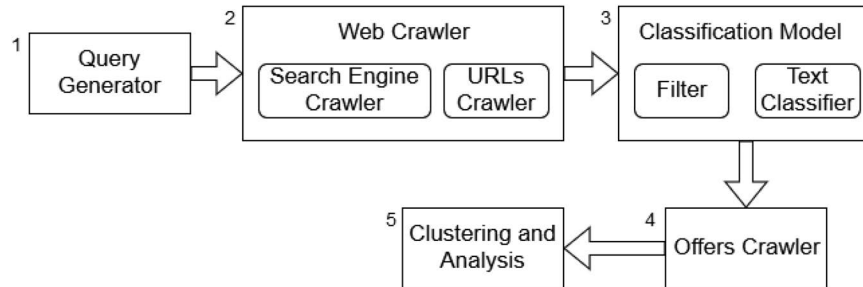 1
Query
Generator
2
Web Crawler
Search Engine
Crawler
URLs
Crawler
3
Classification Model
Filter
Text
Classifier
4
Offers Crawler
5
Clustering and
Analysis